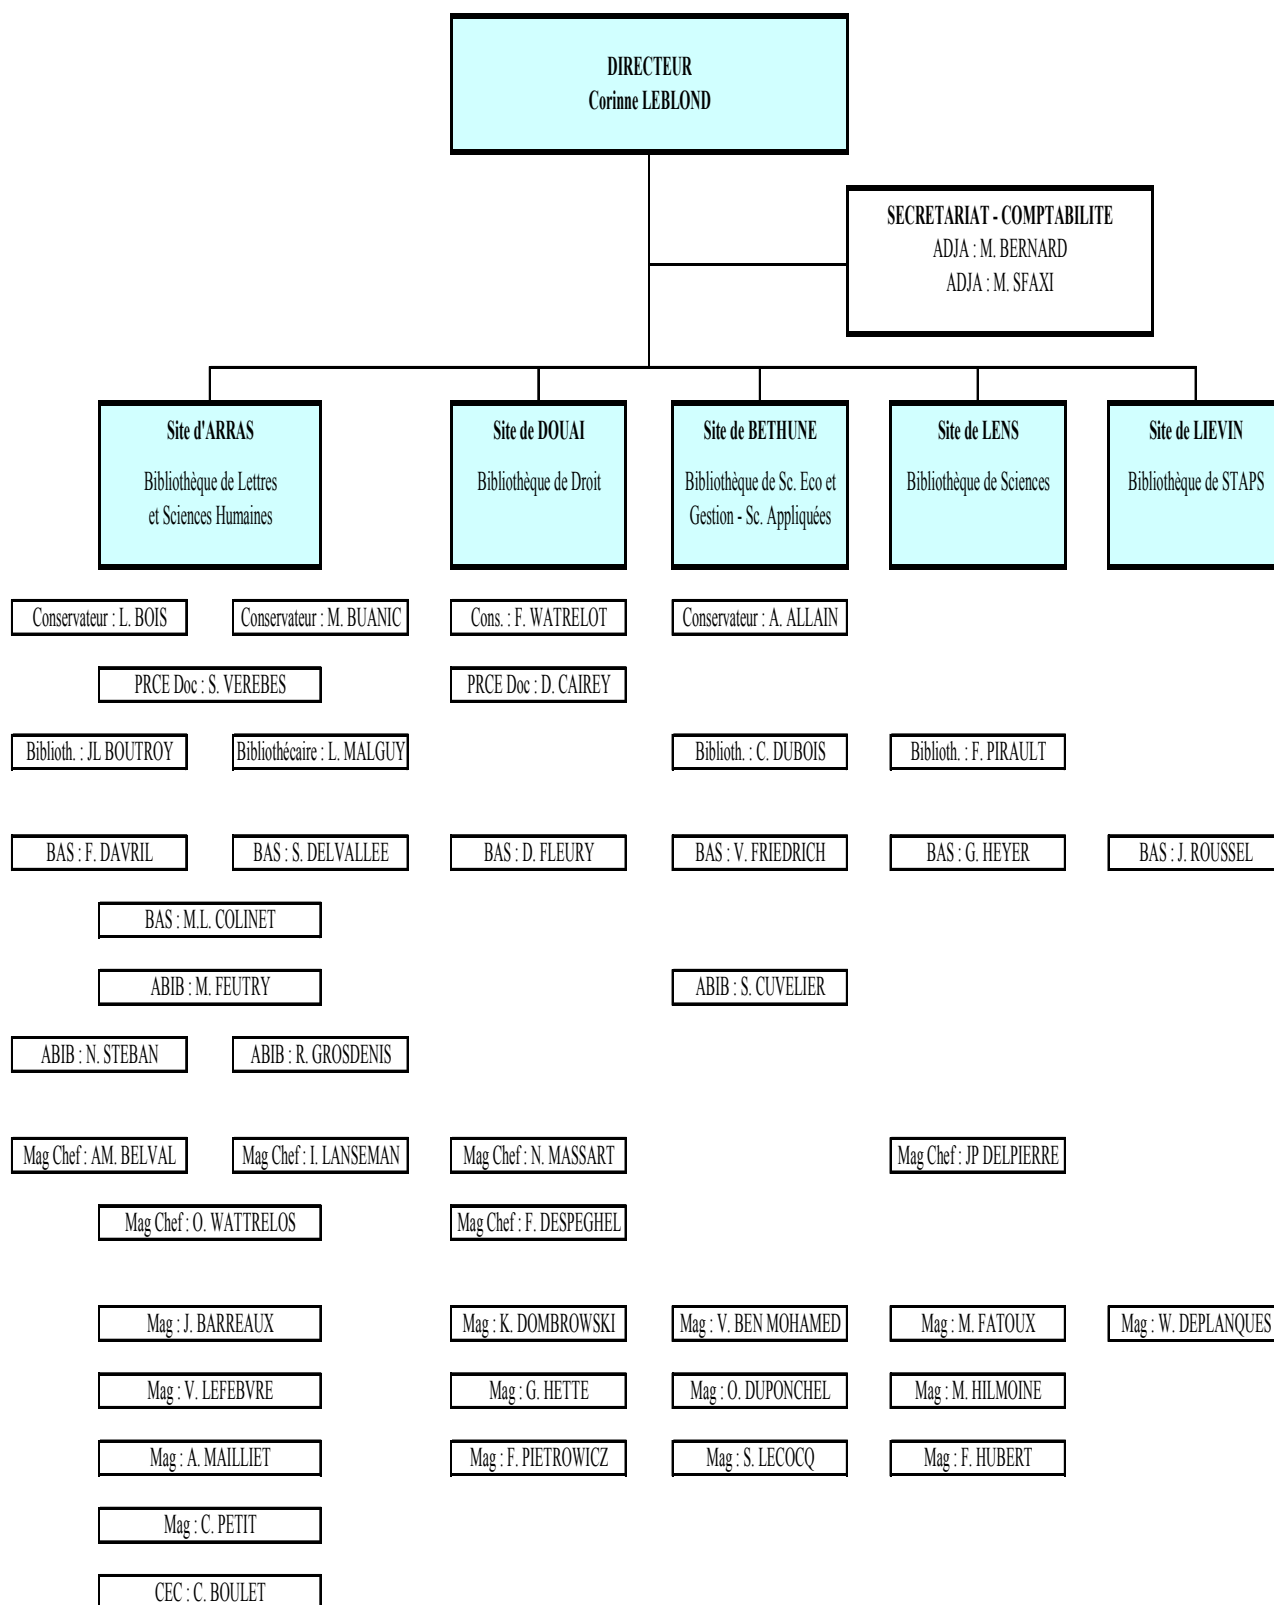 DIRECTEUR
Corinne LEBLOND
SECRETARIAT - COMPTABILITE
ADJA : M. BERNARD
ADJA : M. SFAXI
Site d'ARRAS
Bibliothèque de Lettres
et Sciences Humaines
Site de DOUAI
Bibliothèque de Droit
Site de BETHUNE
Bibliothèque de Sc. Eco et
Gestion - Sc. Appliquées
Site de LENS
Bibliothèque de Sciences
Site de LIEVIN
Bibliothèque de STAPS
Conservateur : L. BOIS
Conservateur : M. BUANIC
Cons. : F. WATRELOT
Conservateur : A. ALLAIN
PRCE Doc : S. VEREBES
PRCE Doc : D. CAIREY
Biblioth. : JL BOUTROY
Bibliothécaire : L. MALGUY
Biblioth. : C. DUBOIS
Biblioth. : F. PIRAULT
BAS : F. DAVRIL
BAS : S. DELVALLEE
BAS : D. FLEURY
BAS : V. FRIEDRICH
BAS : G. HEYER
BAS : J. ROUSSEL
BAS : M.L. COLINET
ABIB : M. FEUTRY
ABIB : S. CUVELIER
ABIB : N. STEBAN
ABIB : R. GROSDENIS
Mag Chef : AM. BELVAL
Mag Chef : I. LANSEMAN
Mag Chef : N. MASSART
Mag Chef : JP DELPIERRE
Mag Chef : O. WATTRELOS
Mag Chef : F. DESPEGHEL
Mag : J. BARREAUX
Mag : K. DOMBROWSKI
Mag : V. BEN MOHAMED
Mag : M. FATOUX
Mag : W. DEPLANQUES
Mag : V. LEFEBVRE
Mag : G. HETTE
Mag : O. DUPONCHEL
Mag : M. HILMOINE
Mag : A. MAILLIET
Mag : F. PIETROWICZ
Mag : S. LECOCQ
Mag : F. HUBERT
Mag : C. PETIT
CEC : C. BOULET